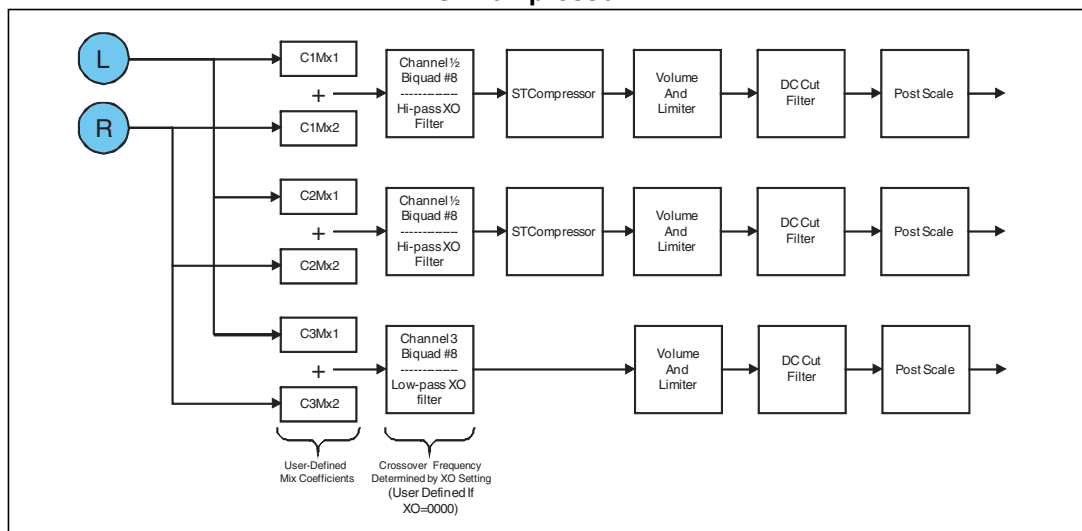 L
R
C1Mx1
+
C1Mx2
Channel ½
Biquad #8
--------------
Hi-pass XO
Filter
STCompressor
Volume
And
Limiter
DC Cut
Filter
Post Scale
C2Mx1
+
C2Mx2
Channel ½
Biquad #8
--------------
Hi-pass XO
Filter
STCompressor
Volume
And
Limiter
DC Cut
Filter
Post Scale
C3Mx1
+
C3Mx2
Channel 3
Biquad #8
--------------
Low-pass XO
filter
Volume
And
Limiter
DC Cut
Filter
Post Scale
User-Defined
Mix Coefficients
Crossover Frequency
Determined by XO Setting
(User Defined If
XO=0000)